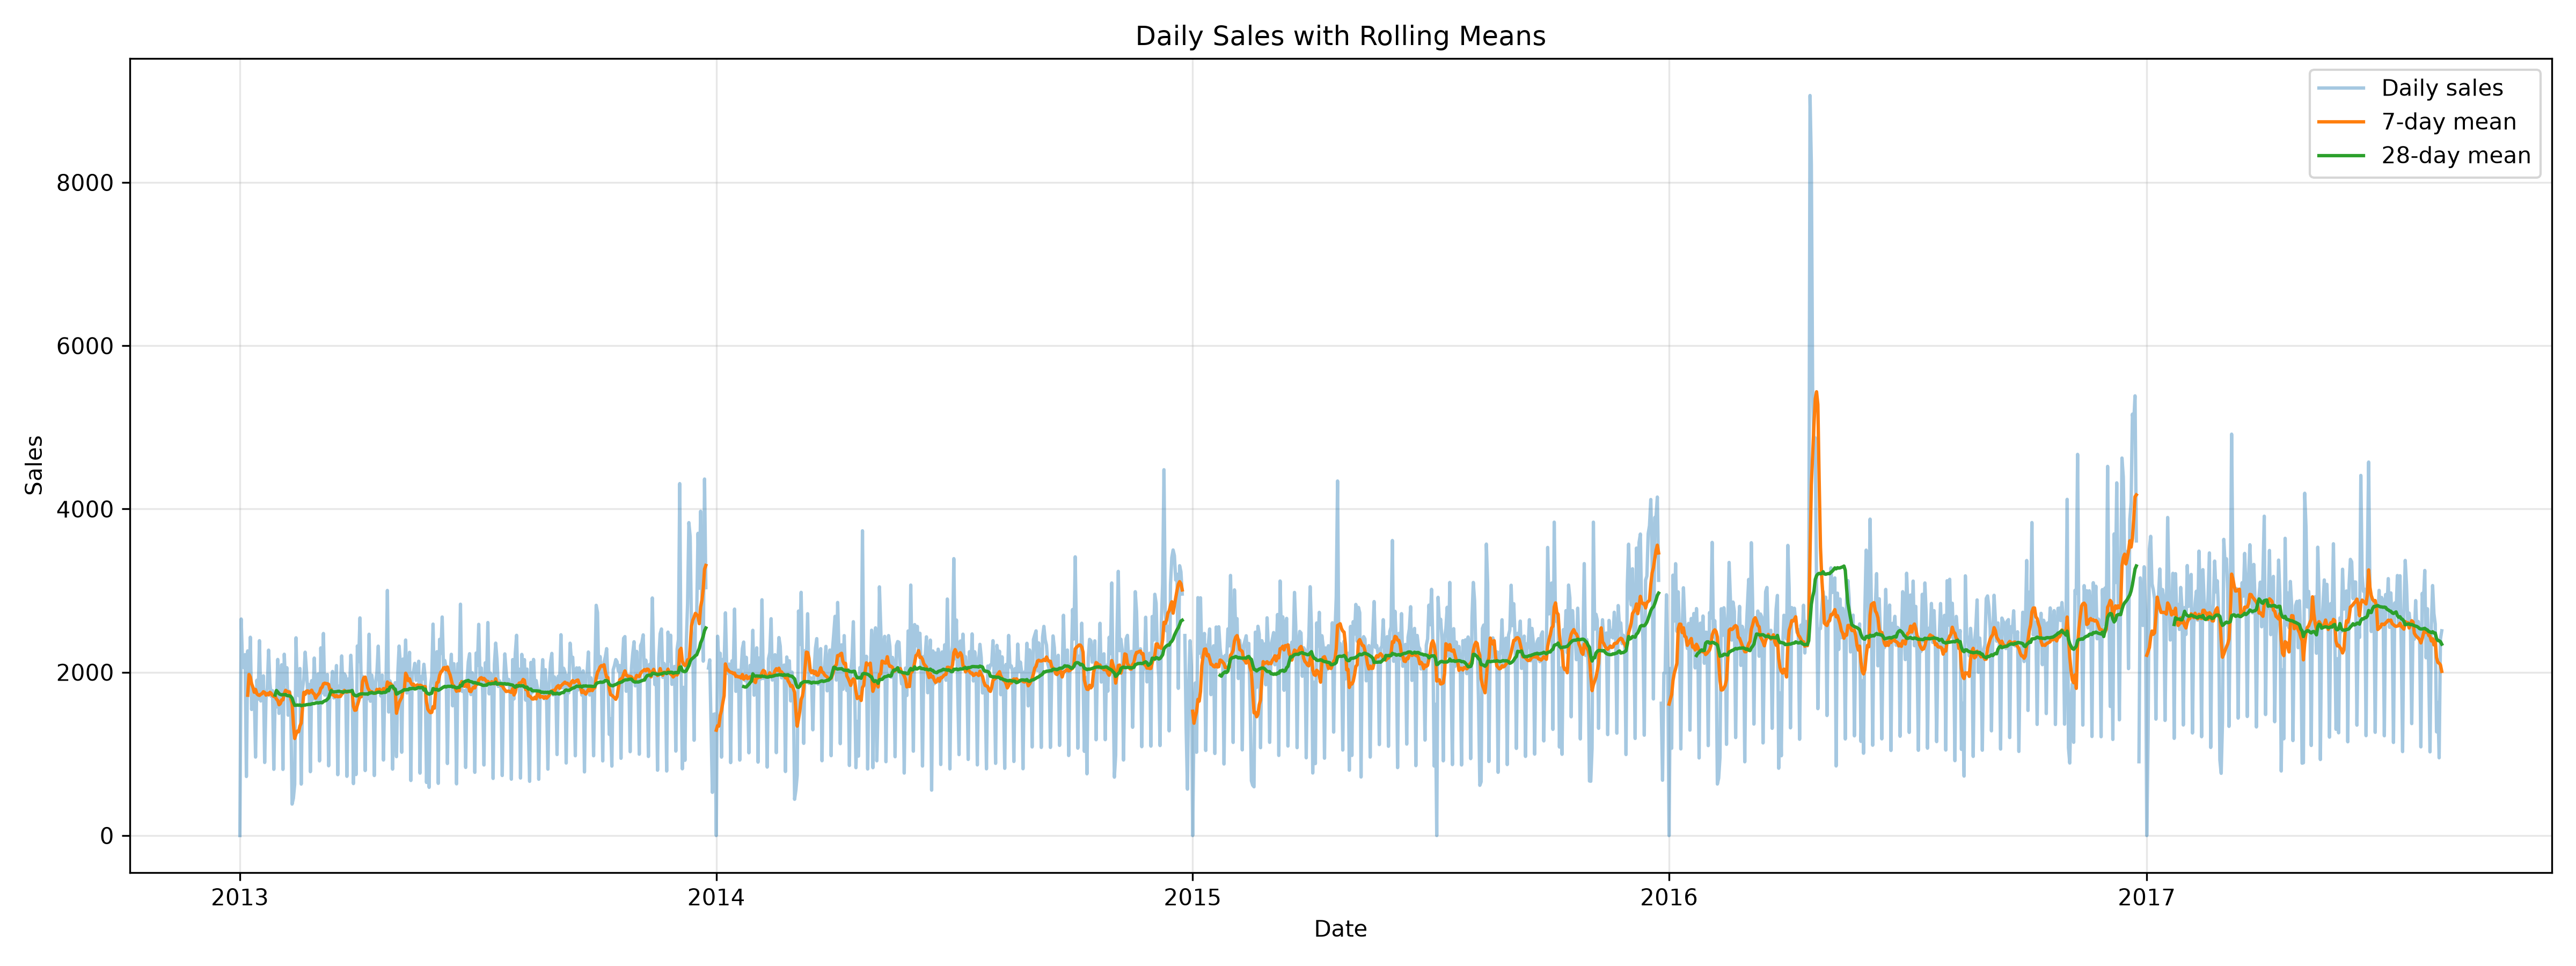 Daily Sales with Rolling Means
Daily sales
7-day mean
28-day mean
8000
6000
4000
2000
0
Sales
2013
2014
2015
2016
2017
Date